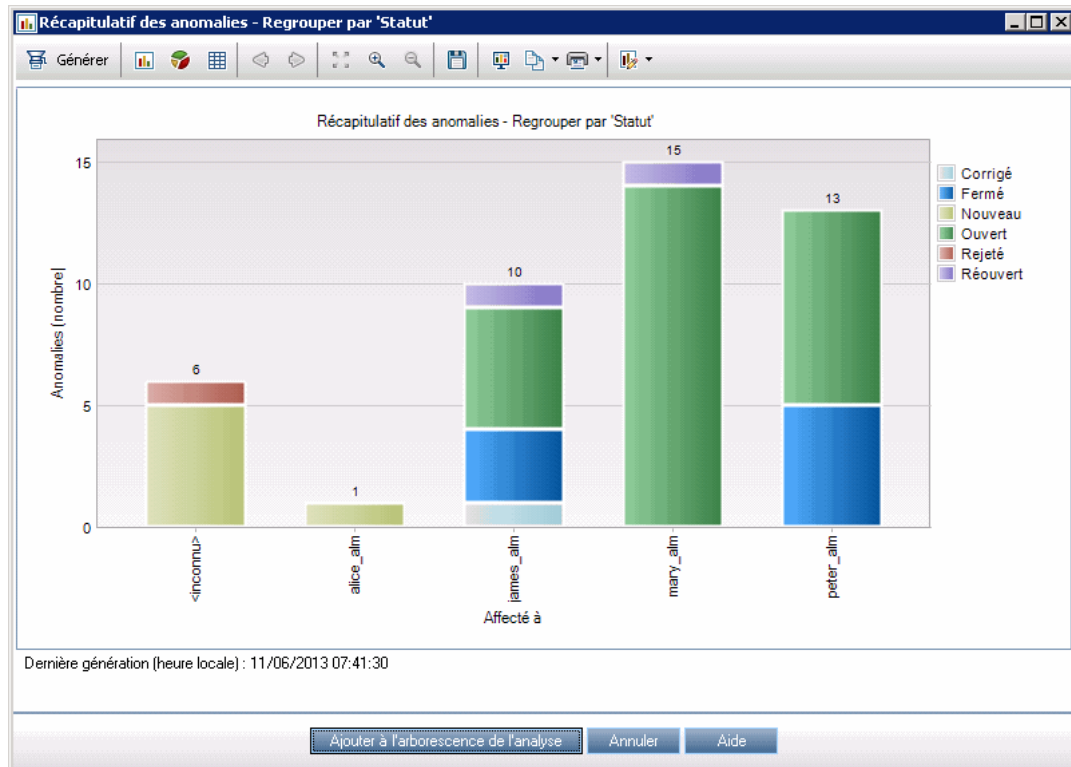 Récapitulatif des anomalies - Regrouper par 'Statut'
Générer
Récapitulatif des anomalies - Regrouper par 'Statut'
Anomalies (nombre)
15
10
5
0
6
1
10
15
13
<inconnu>
alice_alm
james_alm
mary_alm
peter_alm
Affecté à
Corrigé
Fermé
Nouveau
Ouvert
Rejeté
Réouvert
Dernière génération (heure locale) : 11/06/2013 07:41:30
Ajouter à l'arborescence de l'analyse
Annuler
Aide